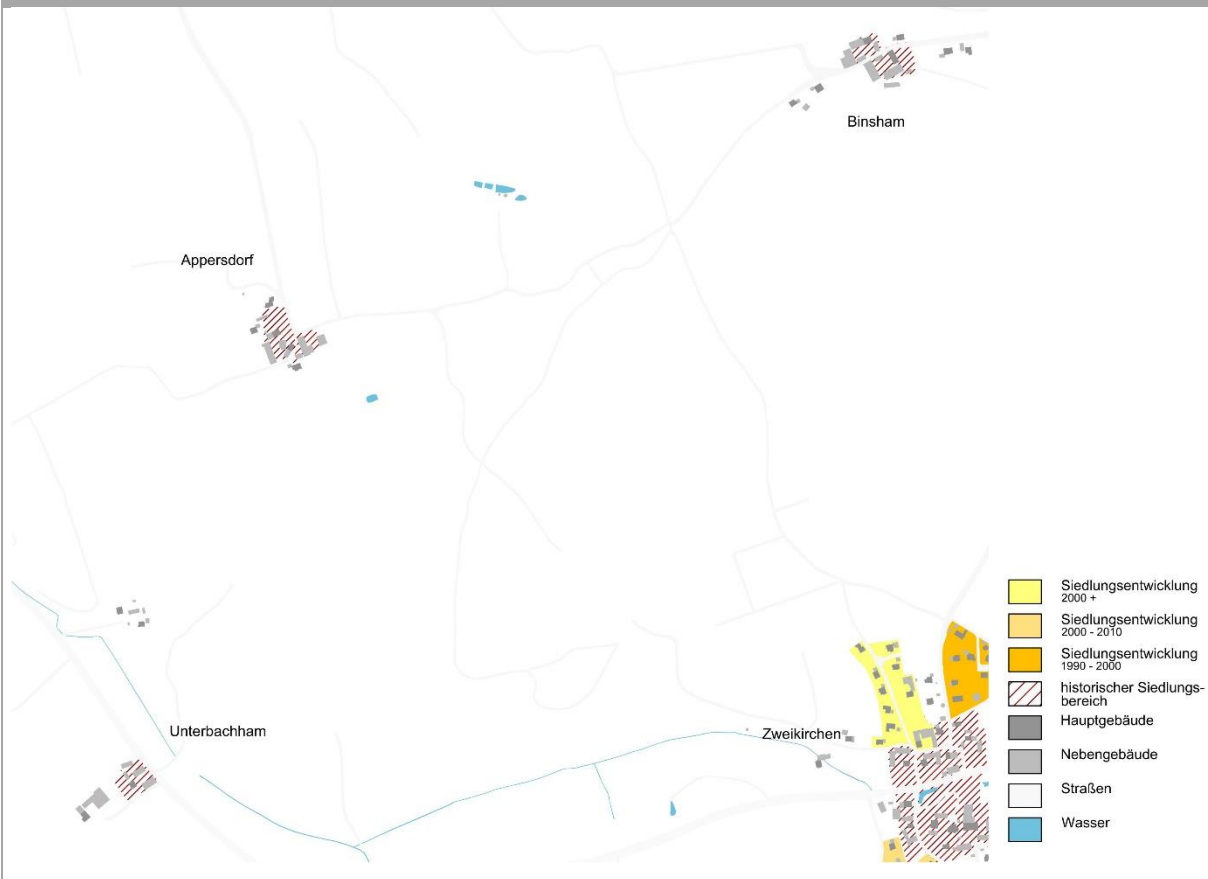 Binsham
Appersdorf
Unterbachham
Zweikirchen
Siedlungsentwicklung
2000 +
Siedlungsentwicklung
2000 - 2010
Siedlungsentwicklung
1990 - 2000
historischer Siedlungs-
bereich
Hauptgebäude
Nebengebäude
Straßen
Wasser